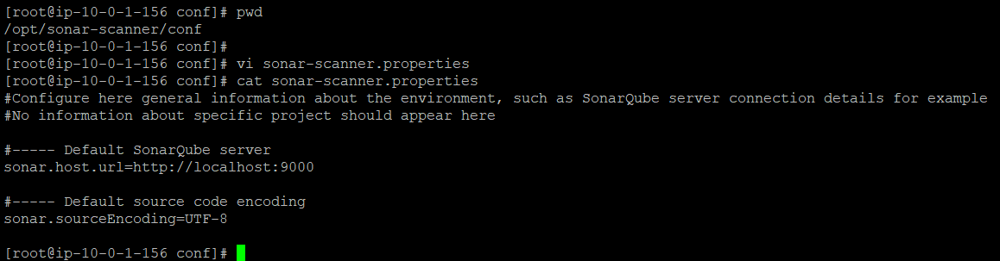 [root@ip-10-0-1-156 conf]# pwd
/opt/sonar-scanner/conf
[root@ip-10-0-1-156 conf]#
[root@ip-10-0-1-156 conf]# vi sonar-scanner.properties
[root@ip-10-0-1-156 conf]# cat sonar-scanner.properties
#Configure here general information about the environment, such as SonarQube server connection details for example
#No information about specific project should appear here
#----- Default SonarQube server
sonar.host.url=http://localhost:9000
#----- Default source code encoding
sonar.sourceEncoding=UTF-8
[root@ip-10-0-1-156 conf]#